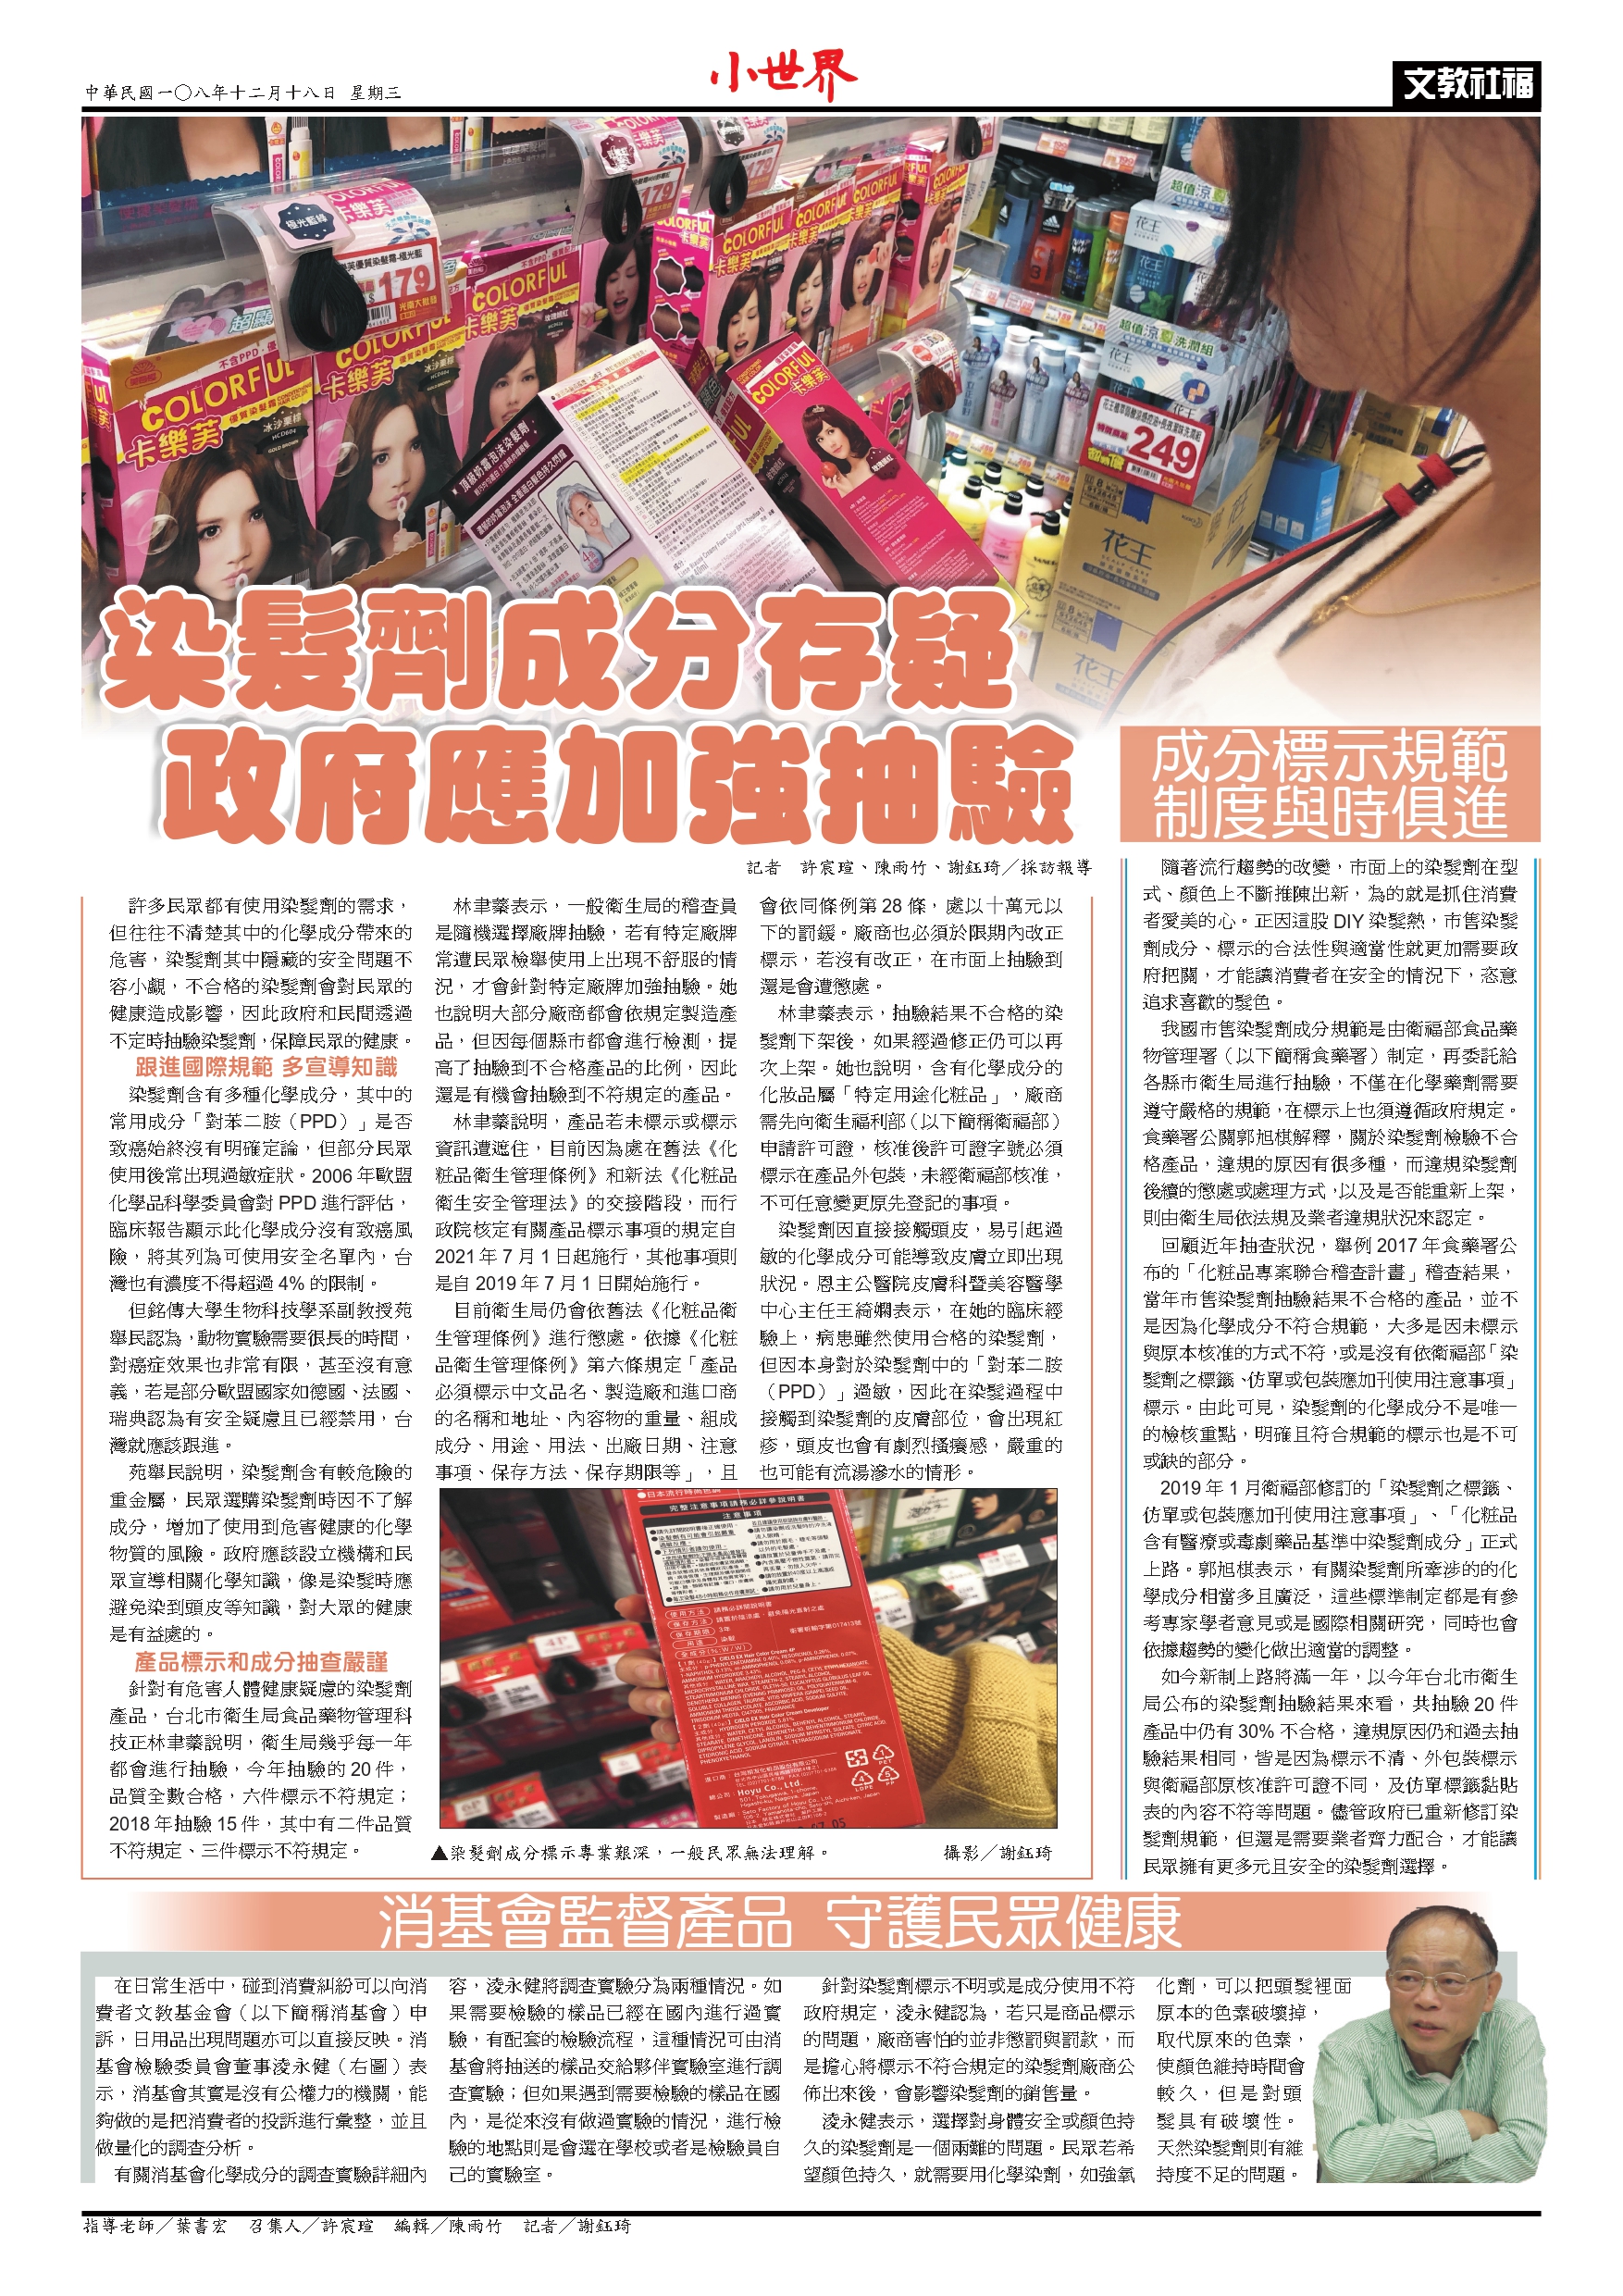 中華民國一〇八年十二月十八日 星期三
小世界
文教社福
染髮劑成分存疑
政府應加強抽驗
記者 許宸瑄、陳雨竹、謝鈺琦／採訪報導
許多民眾都有使用染髮劑的需求，
但往往不清楚其中的化學成分帶來的
危害，染髮劑其中隱藏的安全問題不
容小覷，不合格的染髮劑會對民眾的
健康造成影響，因此政府和民間透過
不定時抽驗染髮劑，保障民眾的健康。
跟進國際規範 多宣導知識
染髮劑含有多種化學成分，其中的
常用成分「對苯二胺（PPD）」是否
致癌始終沒有明確定論，但部分民眾
使用後常出現過敏症狀。2006 年歐盟
化學品科學委員會對 PPD 進行評估，
臨床報告顯示此化學成分沒有致癌風
險，將其列為可使用安全名單內，台
灣也有濃度不得超過 4% 的限制。
但銘傳大學生物科技學系副教授苑
舉民認為，動物實驗需要很長的時間，
對癌症效果也非常有限，甚至沒有意
義，若是部分歐盟國家如德國、法國、
瑞典認為有安全疑慮且已經禁用，台
灣就應該跟進。
苑舉民說明，染髮劑含有較危險的
重金屬，民眾選購染髮劑時因不了解
成分，增加了使用到危害健康的化學
物質的風險。政府應該設立機構和民
眾宣導相關化學知識，像是染髮時應
避免染到頭皮等知識，對大眾的健康
是有益處的。
產品標示和成分抽查嚴謹
針對有危害人體健康疑慮的染髮劑
產品，台北市衛生局食品藥物管理科
技正林聿蘂說明，衛生局幾乎每一年
都會進行抽驗，今年抽驗的 20 件，
品質全數合格，六件標示不符規定；
2018 年抽驗 15 件，其中有二件品質
不符規定、三件標示不符規定。
林聿蘂表示，一般衛生局的稽查員
是隨機選擇廠牌抽驗，若有特定廠牌
常遭民眾檢舉使用上出現不舒服的情
況，才會針對特定廠牌加強抽驗。她
也說明大部分廠商都會依規定製造產
品，但因每個縣市都會進行檢測，提
高了抽驗到不合格產品的比例，因此
還是有機會抽驗到不符規定的產品。
林聿蘂說明，產品若未標示或標示
資訊遭遮住，目前因為處在舊法《化
粧品衛生管理條例》和新法《化粧品
衛生安全管理法》的交接階段，而行
政院核定有關產品標示事項的規定自
2021 年 7 月 1 日起施行，其他事項則
是自 2019 年 7 月 1 日開始施行。
目前衛生局仍會依舊法《化粧品衛
生管理條例》進行懲處。依據《化粧
品衛生管理條例》第六條規定「產品
必須標示中文品名、製造廠和進口商
的名稱和地址、內容物的重量、組成
成分、用途、用法、出廠日期、注意
事項、保存方法、保存期限等」，且
會依同條例第 28 條，處以十萬元以
下的罰鍰。廠商也必須於限期內改正
標示，若沒有改正，在市面上抽驗到
還是會遭懲處。
林聿蘂表示，抽驗結果不合格的染
髮劑下架後，如果經過修正仍可以再
次上架。她也說明，含有化學成分的
化妝品屬「特定用途化粧品」，廠商
需先向衛生福利部（以下簡稱衛福部）
申請許可證，核准後許可證字號必須
標示在產品外包裝，未經衛福部核准，
不可任意變更原先登記的事項。
染髮劑因直接接觸頭皮，易引起過
敏的化學成分可能導致皮膚立即出現
狀況。恩主公醫院皮膚科暨美容醫學
中心主任王綺嫻表示，在她的臨床經
驗上，病患雖然使用合格的染髮劑，
但因本身對於染髮劑中的「對苯二胺
（PPD）」過敏，因此在染髮過程中
接觸到染髮劑的皮膚部位，會出現紅
疹，頭皮也會有劇烈搔癢感，嚴重的
也可能有流湯滲水的情形。
▲染髮劑成分標示專業艱深，一般民眾無法理解。 攝影／謝鈺琦
成分標示規範
制度與時俱進
隨著流行趨勢的改變，市面上的染髮劑在型
式、顏色上不斷推陳出新，為的就是抓住消費
者愛美的心。正因這股 DIY 染髮熱，市售染髮
劑成分、標示的合法性與適當性就更加需要政
府把關，才能讓消費者在安全的情況下，恣意
追求喜歡的髮色。
我國市售染髮劑成分規範是由衛福部食品藥
物管理署（以下簡稱食藥署）制定，再委託給
各縣市衛生局進行抽驗，不僅在化學藥劑需要
遵守嚴格的規範，在標示上也須遵循政府規定。
食藥署公關郭旭棋解釋，關於染髮劑檢驗不合
格產品，違規的原因有很多種，而違規染髮劑
後續的懲處或處理方式，以及是否能重新上架，
則由衛生局依法規及業者違規狀況來認定。
回顧近年抽查狀況，舉例 2017 年食藥署公
布的「化粧品專案聯合稽查計畫」稽查結果，
當年市售染髮劑抽驗結果不合格的產品，並不
是因為化學成分不符合規範，大多是因未標示
與原本核准的方式不符，或是沒有依衛福部「染
髮劑之標籤、仿單或包裝應加刊使用注意事項」
標示。由此可見，染髮劑的化學成分不是唯一
的檢核重點，明確且符合規範的標示也是不可
或缺的部分。
2019 年 1 月衛福部修訂的「染髮劑之標籤、
仿單或包裝應加刊使用注意事項」、「化粧品
含有醫療或毒劇藥品基準中染髮劑成分」正式
上路。郭旭棋表示，有關染髮劑所牽涉的的化
學成分相當多且廣泛，這些標準制定都是有參
考專家學者意見或是國際相關研究，同時也會
依據趨勢的變化做出適當的調整。
如今新制上路將滿一年，以今年台北市衛生
局公布的染髮劑抽驗結果來看，共抽驗 20 件
產品中仍有 30% 不合格，違規原因仍和過去抽
驗結果相同，皆是因為標示不清、外包裝標示
與衛福部原核准許可證不同，及仿單標籤黏貼
表的內容不符等問題。儘管政府已重新修訂染
髮劑規範，但還是需要業者齊力配合，才能讓
民眾擁有更多元且安全的染髮劑選擇。
消基會監督產品 守護民眾健康
在日常生活中，碰到消費糾紛可以向消
費者文教基金會（以下簡稱消基會）申
訴，日用品出現問題亦可以直接反映。消
基會檢驗委員會董事凌永健（右圖）表
示，消基會其實是沒有公權力的機關，能
夠做的是把消費者的投訴進行彙整，並且
做量化的調查分析。
有關消基會化學成分的調查實驗詳細內
容，凌永健將調查實驗分為兩種情況。如
果需要檢驗的樣品已經在國內進行過實
驗，有配套的檢驗流程，這種情況可由消
基會將抽送的樣品交給夥伴實驗室進行調
查實驗；但如果遇到需要檢驗的樣品在國
內，是從來沒有做過實驗的情況，進行檢
驗的地點則是會選在學校或者是檢驗員自
己的實驗室。
針對染髮劑標示不明或是成分使用不符
政府規定，凌永健認為，若只是商品標示
的問題，廠商害怕的並非懲罰與罰款，而
是擔心將標示不符合規定的染髮劑廠商公
佈出來後，會影響染髮劑的銷售量。
凌永健表示，選擇對身體安全或顏色持
久的染髮劑是一個兩難的問題。民眾若希
望顏色持久，就需要用化學染劑，如強氧
化劑，可以把頭髮裡面
原本的色素破壞掉，
取代原來的色素，
使顏色維持時間會
較久，但是對頭
髮具有破壞性。
天然染髮劑則有維
持度不足的問題。
指導老師／葉書宏 召集人／許宸瑄 編輯／陳雨竹 記者／謝鈺琦